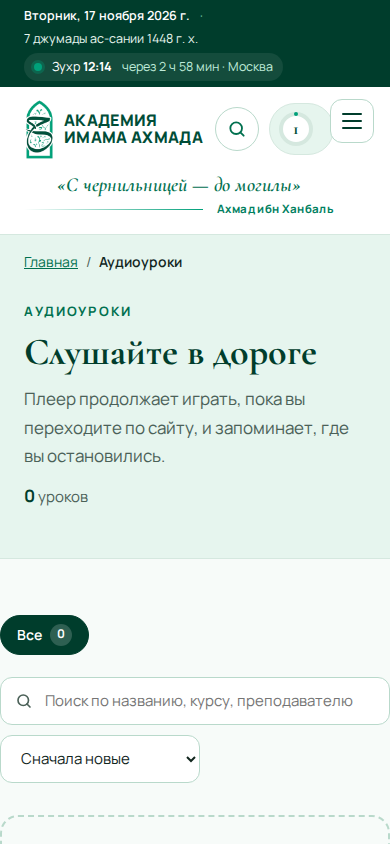 Вторник, 17 ноября 2026 г. ·
7 джумады ас-сании 1448 г. х.
Зухр 12:14 через 2 ч 58 мин · Москва
АКАДЕМИЯ
ИМАМА АХМАДА
1
«С чернильницей — до могилы»
Ахмад ибн Ханбаль
Главная / Аудиоуроки
АУДИОУРОКИ
Слушайте в дороге
Плеер продолжает играть, пока вы
переходите по сайту, и запоминает, где
вы остановились.
0 уроков
Все 0
Поиск по названию, курсу, преподавателю
Сначала новые